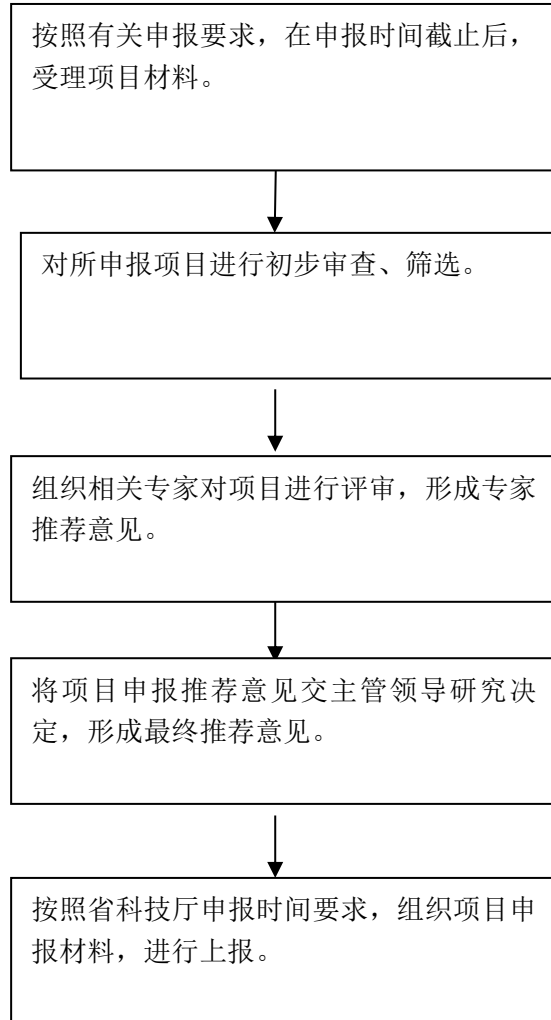 按照有关申报要求，在申报时间截止后，
受理项目材料。
对所申报项目进行初步审查、筛选。
组织相关专家对项目进行评审，形成专家
推荐意见。
将项目申报推荐意见交主管领导研究决
定，形成最终推荐意见。
按照省科技厅申报时间要求，组织项目申
报材料，进行上报。